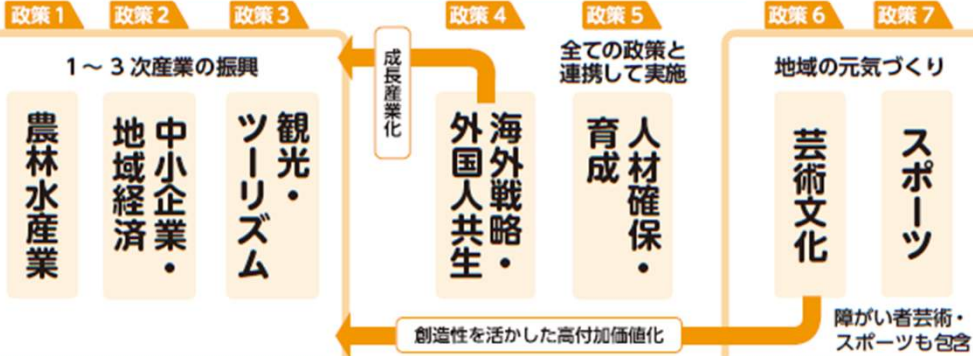 政策1
政策2
政策3
政策4
政策5
政策6
政策7
1～3次産業の振興
農林水産業
中小企業・
地域経済
観光・
ツーリズム
成長産業化
海外戦略・
外国人共生
全ての政策と
連携して実施
人材確保・
育成
地域の元気づくり
芸術文化
スポーツ
創造性を活かした高付加価値化
障がい者芸術・
スポーツも包含